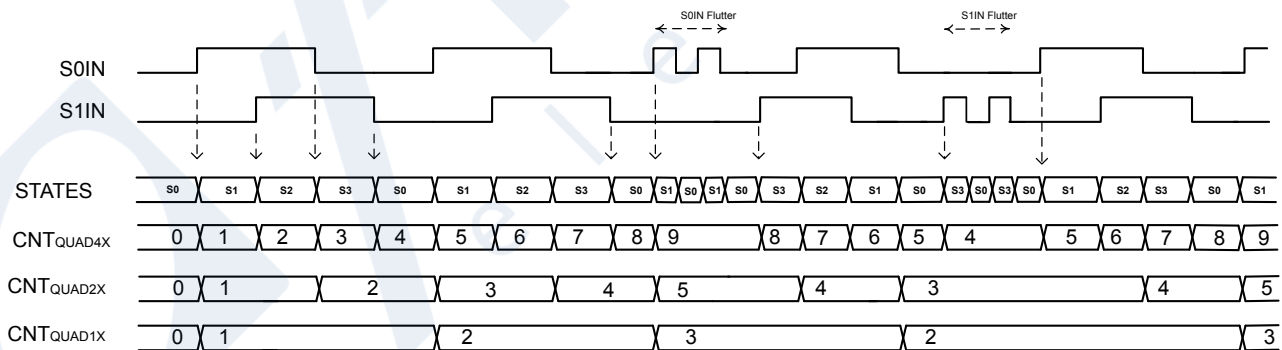 S0IN Flutter S1IN Flutter
S0IN
S1IN
STATES S0 S1 S2 S3 S0 S1 S2 S3 S0 S1 S0 S1 S0 S3 S2 S1 S0 S3 S0 S3 S0 S1 S2 S3 S0 S1
CNTQUAD4X 0 1 2 3 4 5 6 7 8 9 8 7 6 5 4 5 6 7 8 9
CNTQUAD2X 0 1 2 3 4 5 4 3 4 5
CNTQUAD1X 0 1 2 3 2 3